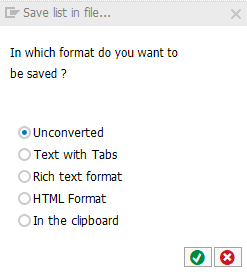 Save list in file...
In which format do you want to
be saved ?
Unconverted
Text with Tabs
Rich text format
HTML Format
In the clipboard